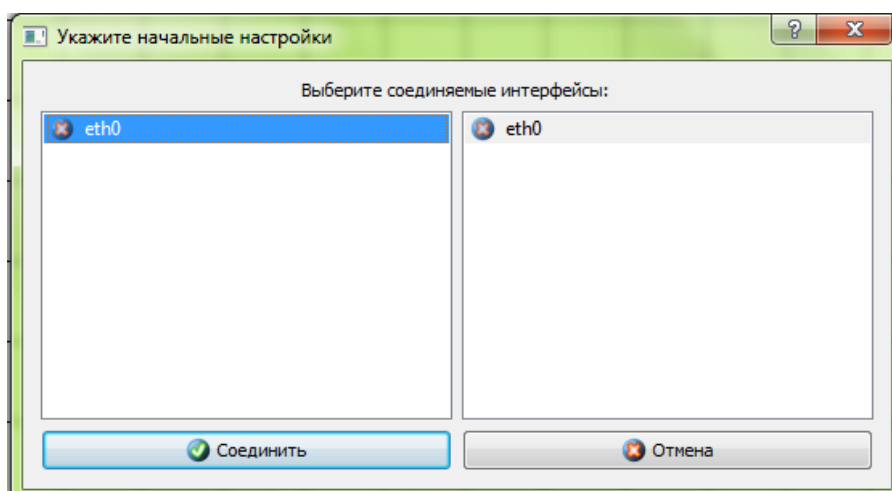 Укажите начальные настройки
Выберите соединяемые интерфейсы:
eth0
eth0
Соединить
Отмена